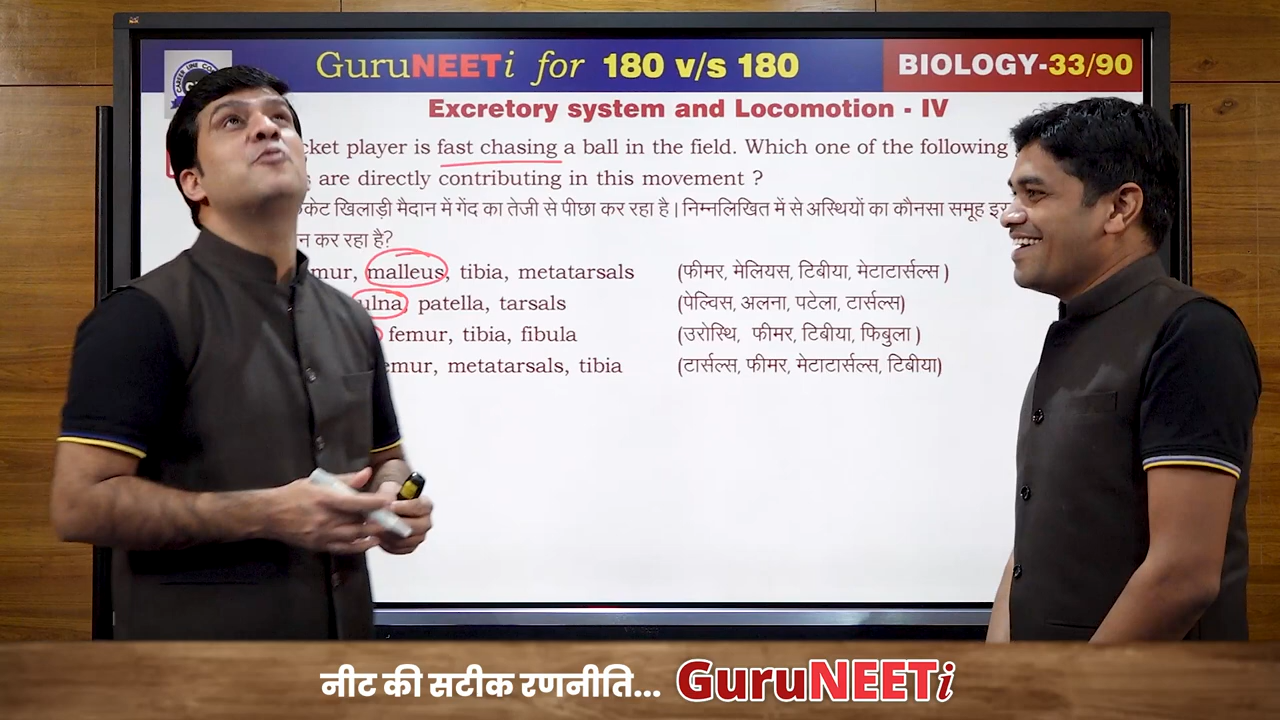 GuruNEETi for 180 v/s 180
BIOLOGY-33/90
Excretory system and Locomotion - IV
player is fast chasing a ball in the field. Which one of the following
are directly contributing in this movement ?
खिलाड़ी मैदान में गेंद का तेजी से पीछा कर रहा है। निम्नलिखित में से अस्थियों का कौनसा समूह
कर रहा है?
malleus, tibia, metatarsals (फीमर, मेलियस, टिबीया, मेटाटार्सल्स )
ulna, patella, tarsals (पेल्विस, अलना, पटेला, टार्सल्स)
femur, tibia, fibula (उरोस्थि, फीमर, टिबीया, फिबुला )
metatarsals, tibia (टार्सल्स, फीमर, मेटाटार्सल्स, टिबीया)
नीट की सटीक रणनीति... GuruNEETi